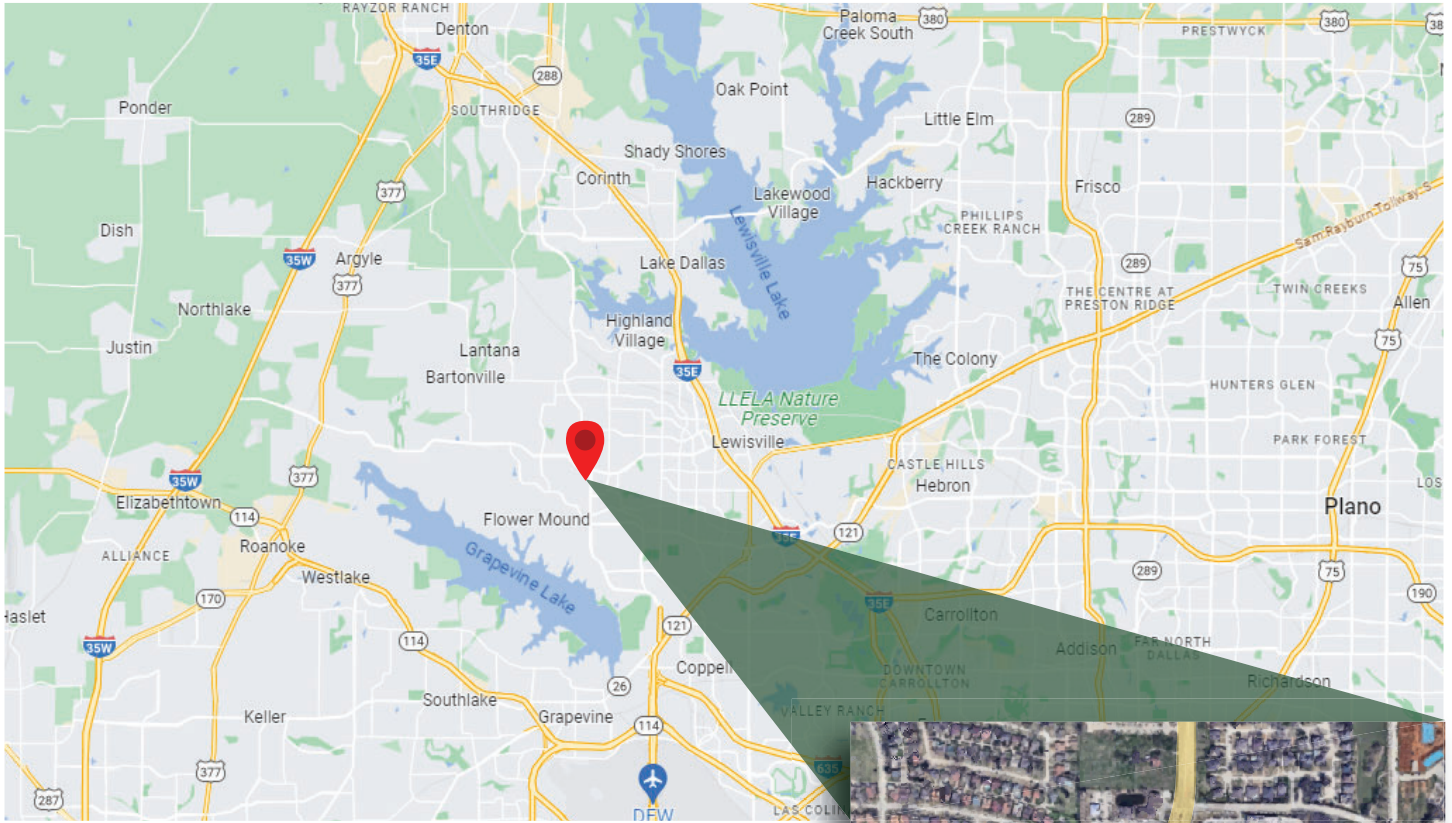 RAYZOR RANCH
Denton
35E
288
SOUTHRIDGE
Ponder
Paloma
Creek South
380
PRESTWYCK
380
Oak Point
Little Elm
289
Shady Shores
Corinth
377
Lakewood
Village
Hackberry
Frisco
PHILLIPS
CREEK RANCH
Dish
35W
Argyle
377
Lake Dallas
Lewisville Lake
Sam Rayburn Tollway S
289
75
THE CENTRE AT
PRESTON RIDGE
TWIN CREEKS
Allen
Northlake
Justin
Highland
Village
75
Lantana
Bartonville
35E
The Colony
HUNTERS GLEN
LLELA Nature
Preserve
Lewisville
PARK FOREST
CASTLE HILLS
Hebron
35W
377
Elizabethtown
114
Plano
Flower Mound
35E
121
ALLIANCE
Roanoke
Grapevine Lake
Westlake
289
75
190
170
35E
Carrollton
Haslet
35W
114
121
Addison
FAR NORTH
DALLAS
Coppell
DOWNTOWN
CARROLLTON
Richardson
26
Southlake
Keller
Grapevine
114
VALLEY RANCH
377
635
287
DFW